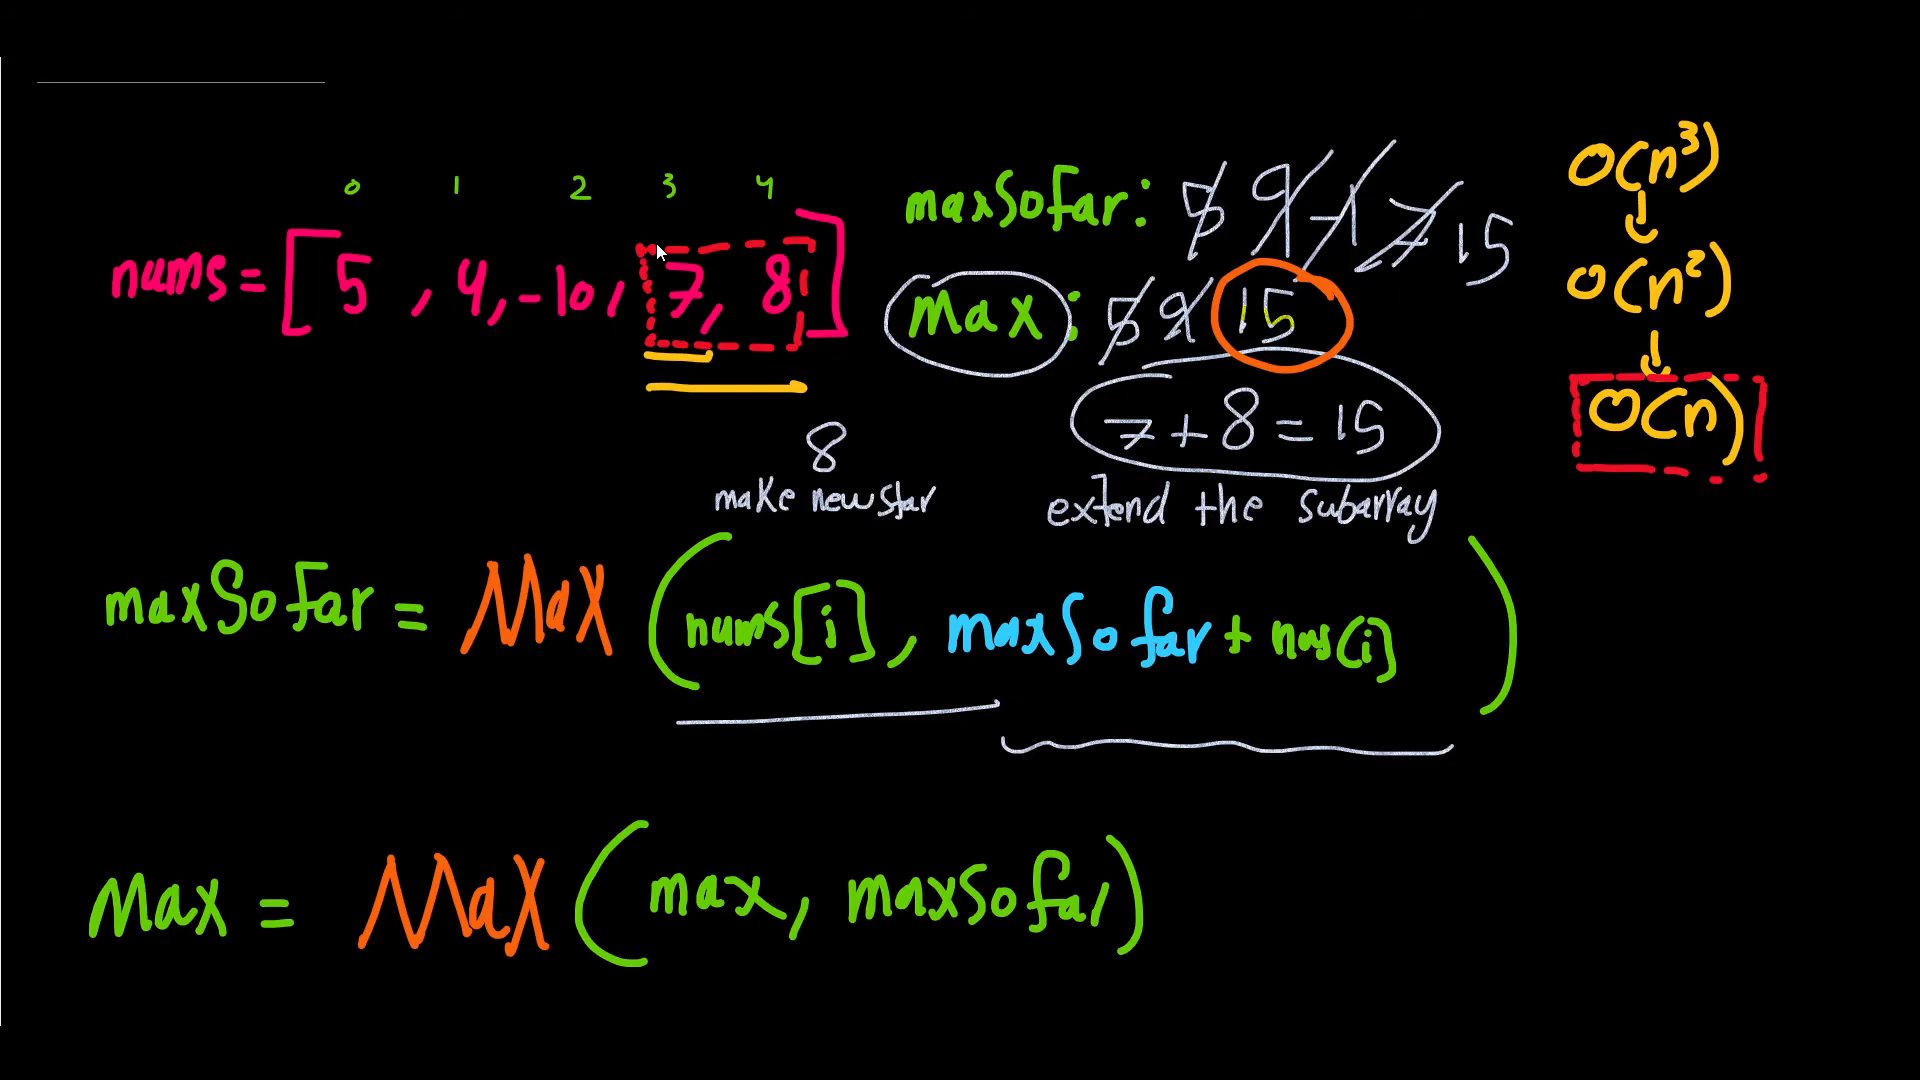 0 1 2 3 4
nums = [ 5 , 4, -10, 7, 8 ]
maxSofar: 5 9 -1 7 15
Max: 5 9 15
7 + 8 = 15
8
make new star
extend the subarray
maxSofar = Max ( nums[i], maxSofar + nus[i] )
Max = Max ( max, maxSofar )
O(n³)
O(n²)
O(n)